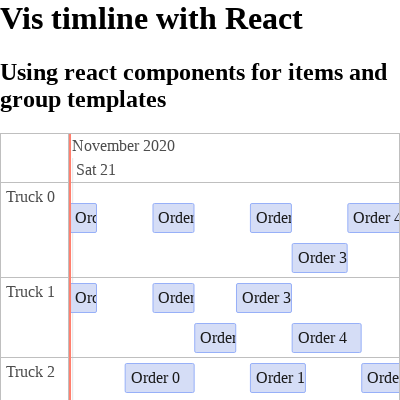 Vis timline with React
Using react components for items and
group templates
November 2020
Sat 21
Truck 0
Ord Order Order Order 4
Order 3
Truck 1
Ord Order Order 3
Order Order 4
Truck 2
Order 0 Order 1 Orde